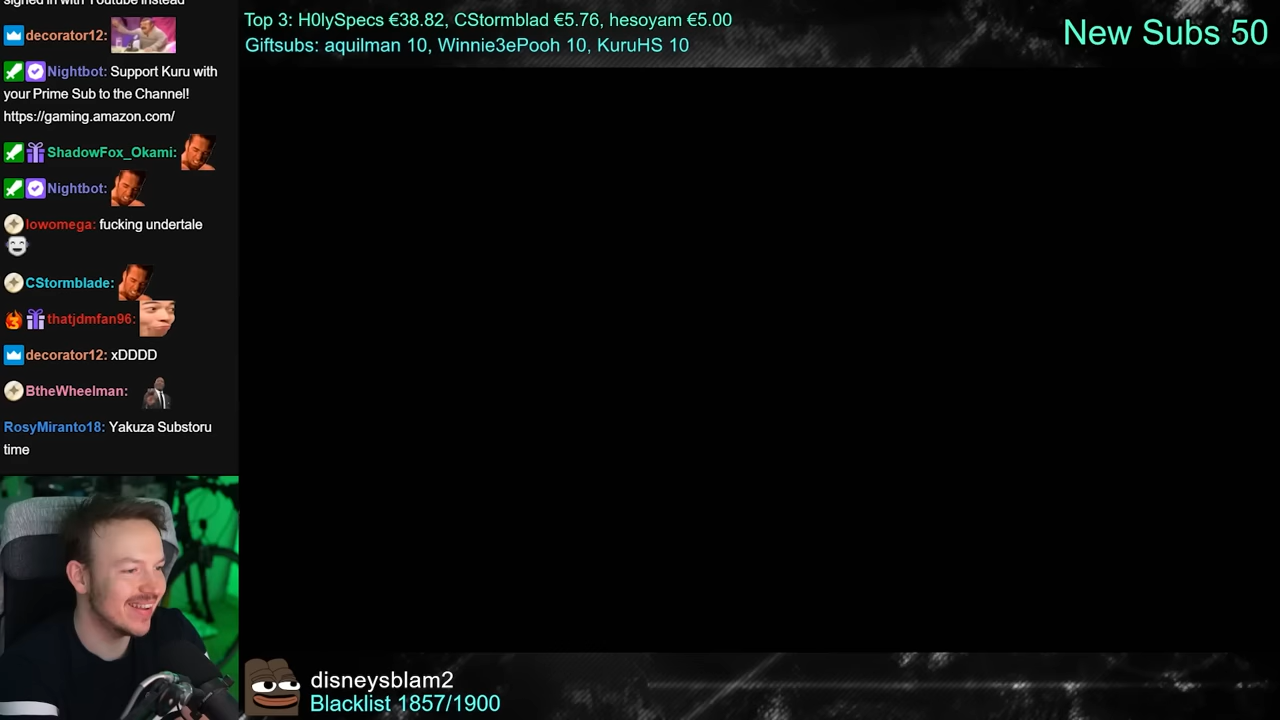 signed in with Youtube instead
decorator12:
Nightbot: Support Kuru with
your Prime Sub to the Channel!
https://gaming.amazon.com/
ShadowFox_Okami:
Nightbot:
lowomega: fucking undertale
CStormblade:
thatjdmfan96:
decorator12: xDDDD
BtheWheelman:
RosyMiranto18: Yakuza Substoru
time
Top 3: H0lySpecs €38.82, CStormblad €5.76, hesoyam €5.00
Giftsubs: aquilman 10, Winnie3ePooh 10, KuruHS 10
New Subs 50
disneysblam2
Blacklist 1857/1900